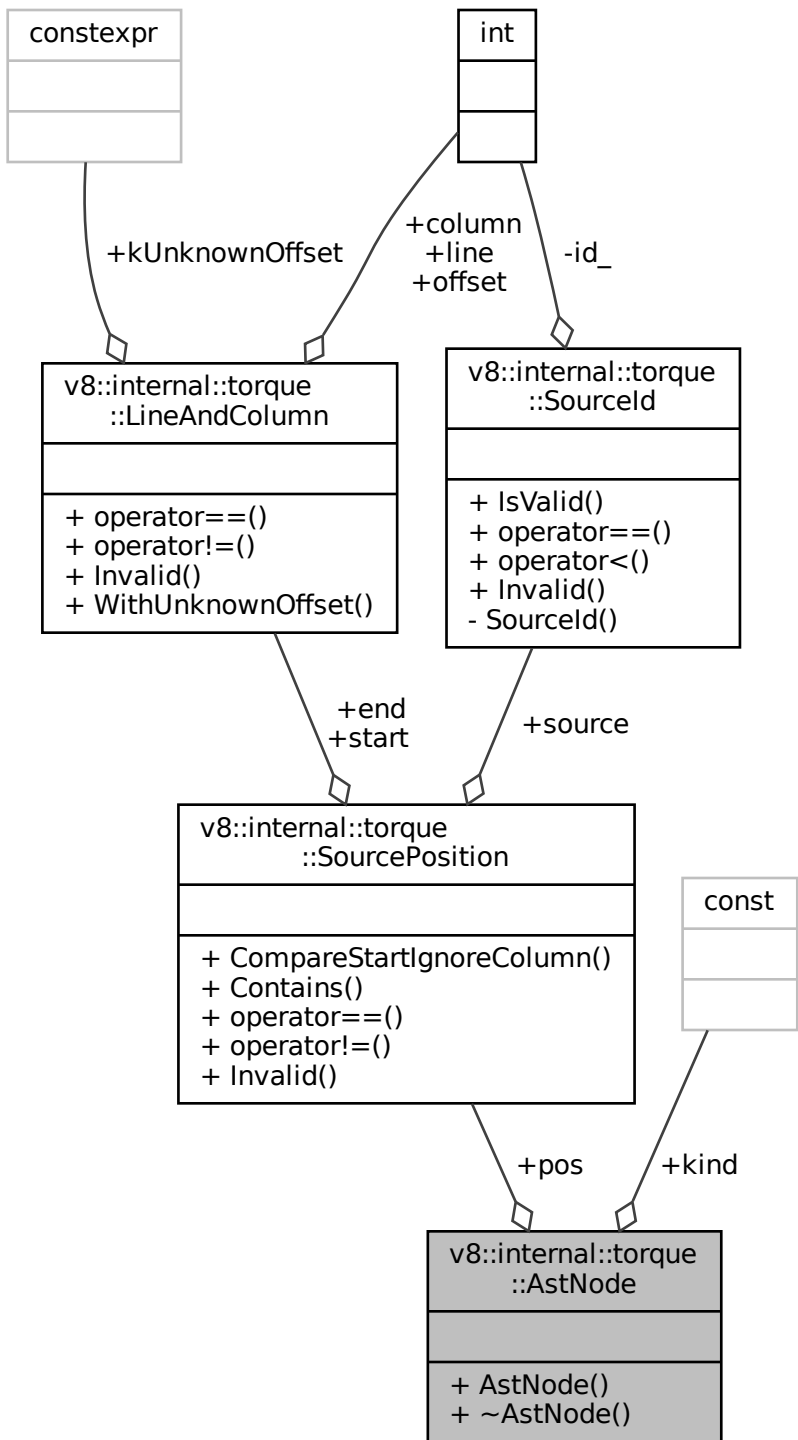 constexpr
int
+kUnknownOffset
+column
+line
+offset
-id_
v8::internal::torque
::LineAndColumn
+ operator==()
+ operator!=()
+ Invalid()
+ WithUnknownOffset()
v8::internal::torque
::SourceId
+ IsValid()
+ operator==()
+ operator<()
+ Invalid()
- SourceId()
+end
+start
+source
v8::internal::torque
::SourcePosition
+ CompareStartIgnoreColumn()
+ Contains()
+ operator==()
+ operator!=()
+ Invalid()
const
+pos
+kind
v8::internal::torque
::AstNode
+ AstNode()
+ ~AstNode()